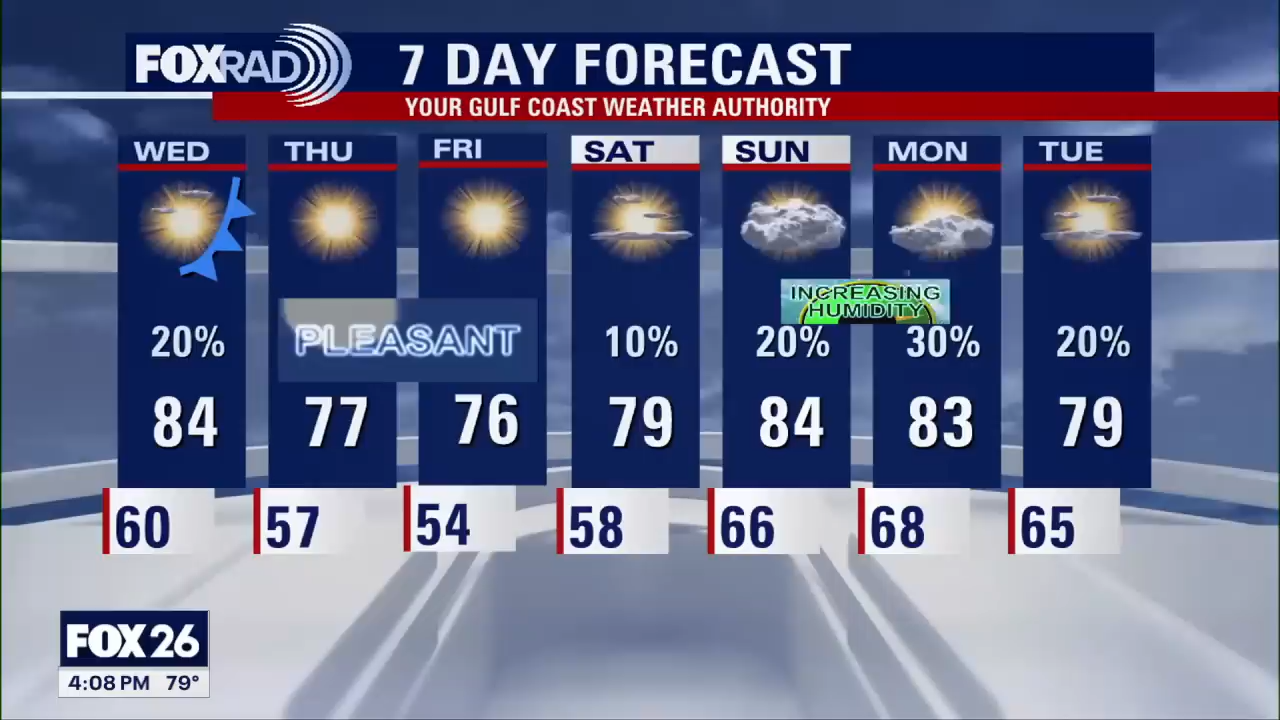 FOXRAD 7 DAY FORECAST
YOUR GULF COAST WEATHER AUTHORITY
WED THU FRI SAT SUN MON TUE
PLEASANT
INCREASING
HUMIDITY
20% 10% 20% 30% 20%
84 77 76 79 84 83 79
60 57 54 58 66 68 65
FOX 26
4:08 PM 79°